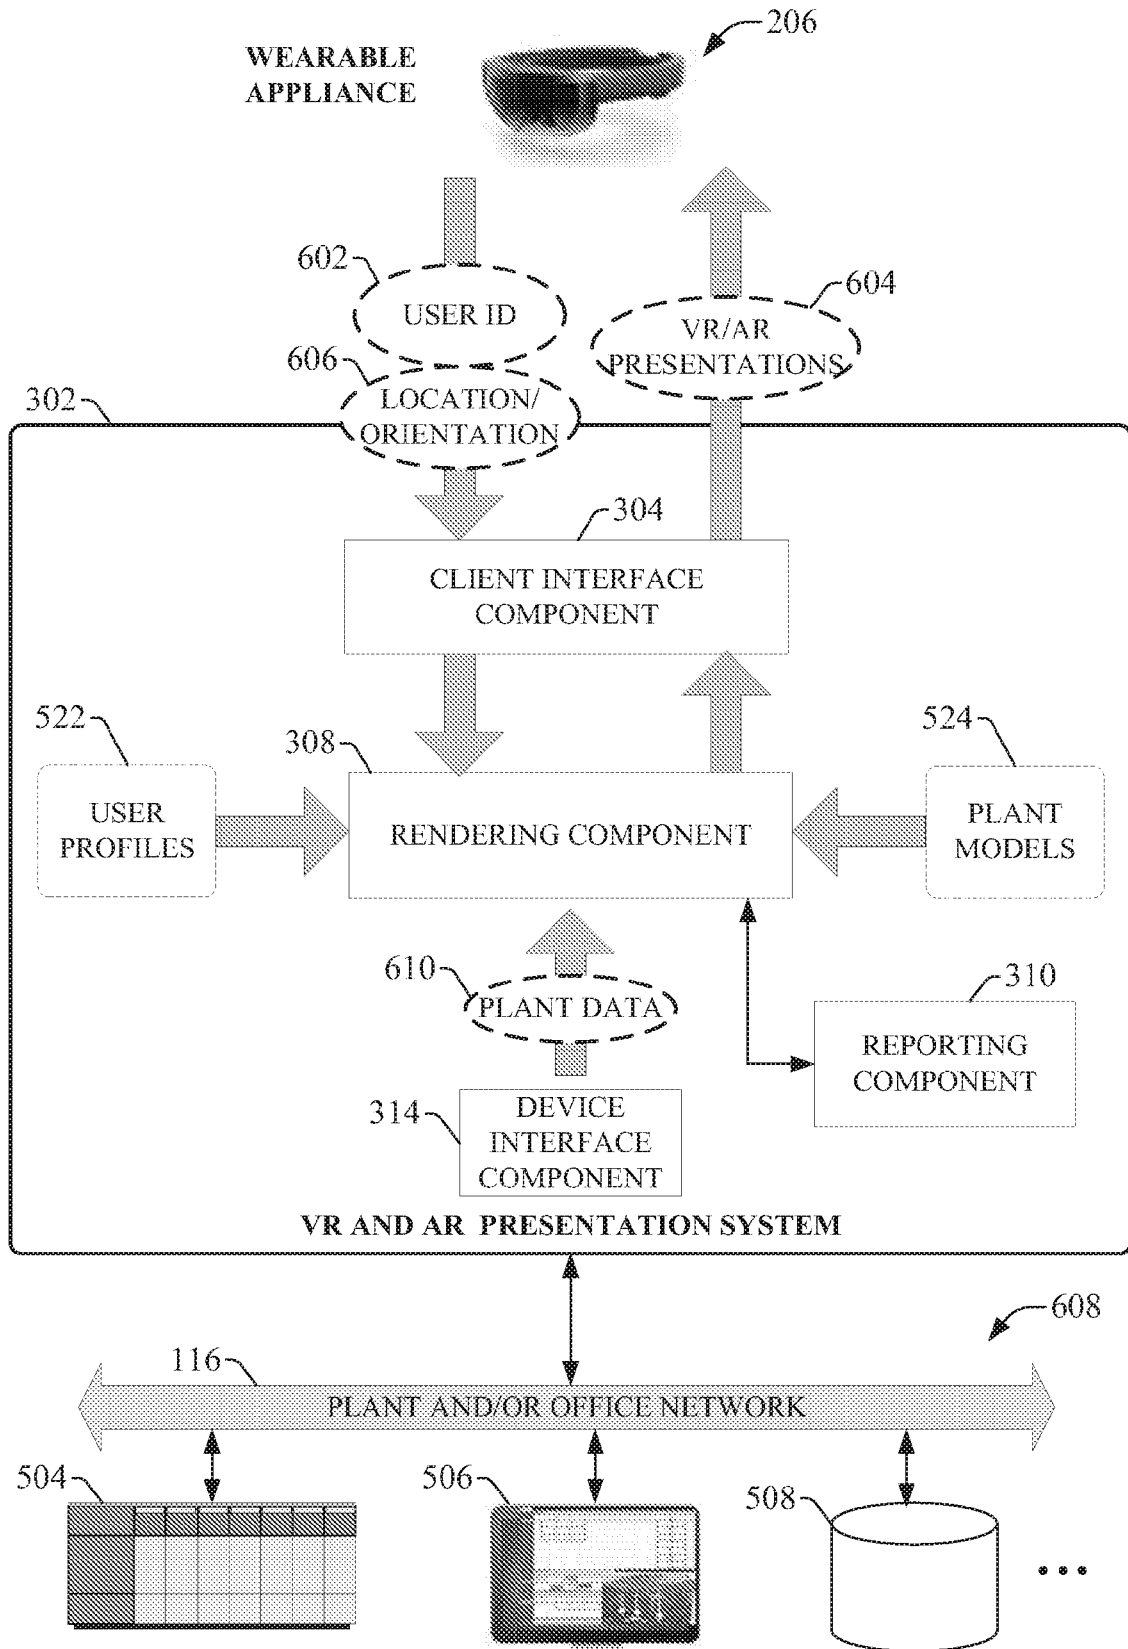 206
WEARABLE
APPLIANCE
602
USER ID
604
VR/AR
PRESENTATIONS
606
LOCATION/
ORIENTATION
302
304
CLIENT INTERFACE
COMPONENT
522
USER
PROFILES
308
RENDERING COMPONENT
524
PLANT
MODELS
610
PLANT DATA
310
REPORTING
COMPONENT
314
DEVICE
INTERFACE
COMPONENT
VR AND AR PRESENTATION SYSTEM
608
116
PLANT AND/OR OFFICE NETWORK
504
506
508
...